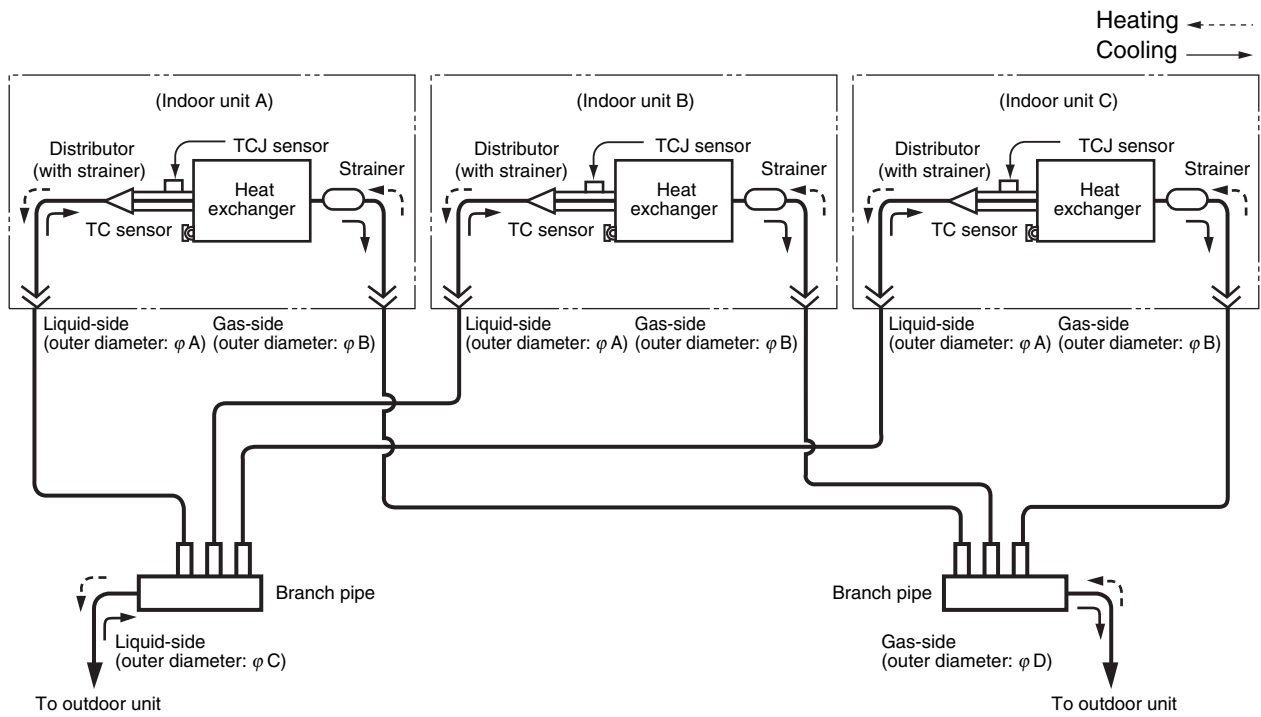 Heating
Cooling
(Indoor unit A)
Distributor
(with strainer)
TCJ sensor
Strainer
Heat
exchanger
TC sensor
Liquid-side
(outer diameter: φ A)
Gas-side
(outer diameter: φ B)
(Indoor unit B)
Distributor
(with strainer)
TCJ sensor
Strainer
Heat
exchanger
TC sensor
Liquid-side
(outer diameter: φ A)
Gas-side
(outer diameter: φ B)
(Indoor unit C)
Distributor
(with strainer)
TCJ sensor
Strainer
Heat
exchanger
TC sensor
Liquid-side
(outer diameter: φ A)
Gas-side
(outer diameter: φ B)
Branch pipe
Liquid-side
(outer diameter: φ C)
To outdoor unit
Branch pipe
Gas-side
(outer diameter: φ D)
To outdoor unit